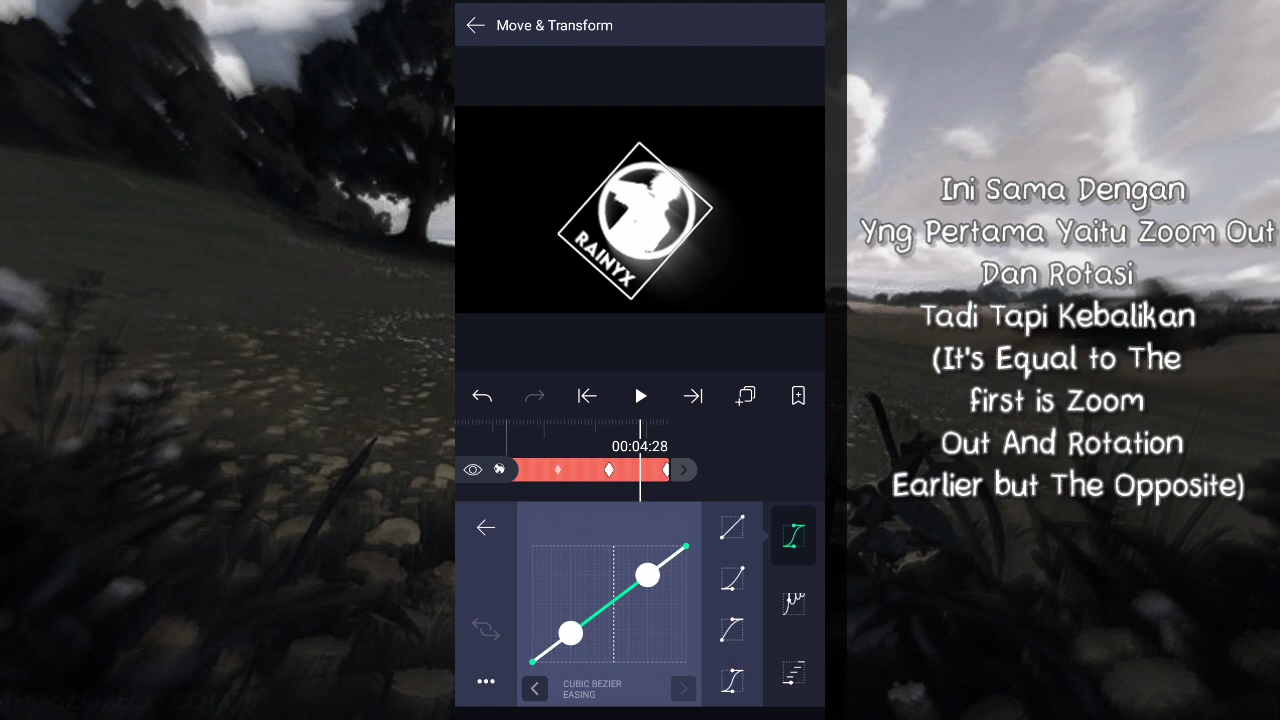 Move & Transform
RAINYX
00:04:28
CUBIC BEZIER
EASING
Ini Sama Dengan
Yng Pertama Yaitu Zoom Out
Dan Rotasi
Tadi Tapi Kebalikan
(It's Equal to The
first is Zoom
Out And Rotation
Earlier but The Opposite)